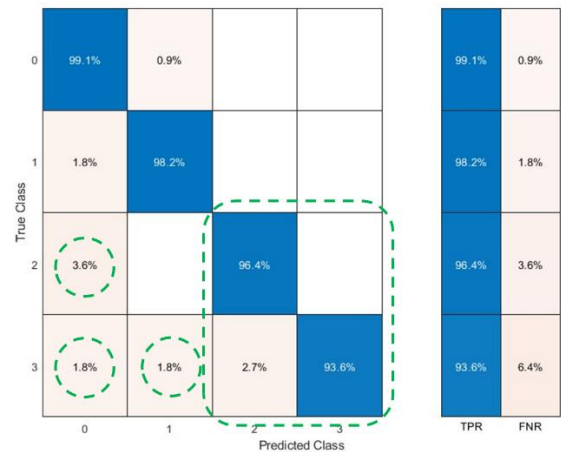 0 99.1% 0.9% 99.1% 0.9%
1 1.8% 98.2% 98.2% 1.8%
True Class
2 3.6% 96.4% 96.4% 3.6%
3 1.8% 1.8% 2.7% 93.6% 93.6% 6.4%
0 1 2 3 TPR FNR
Predicted Class